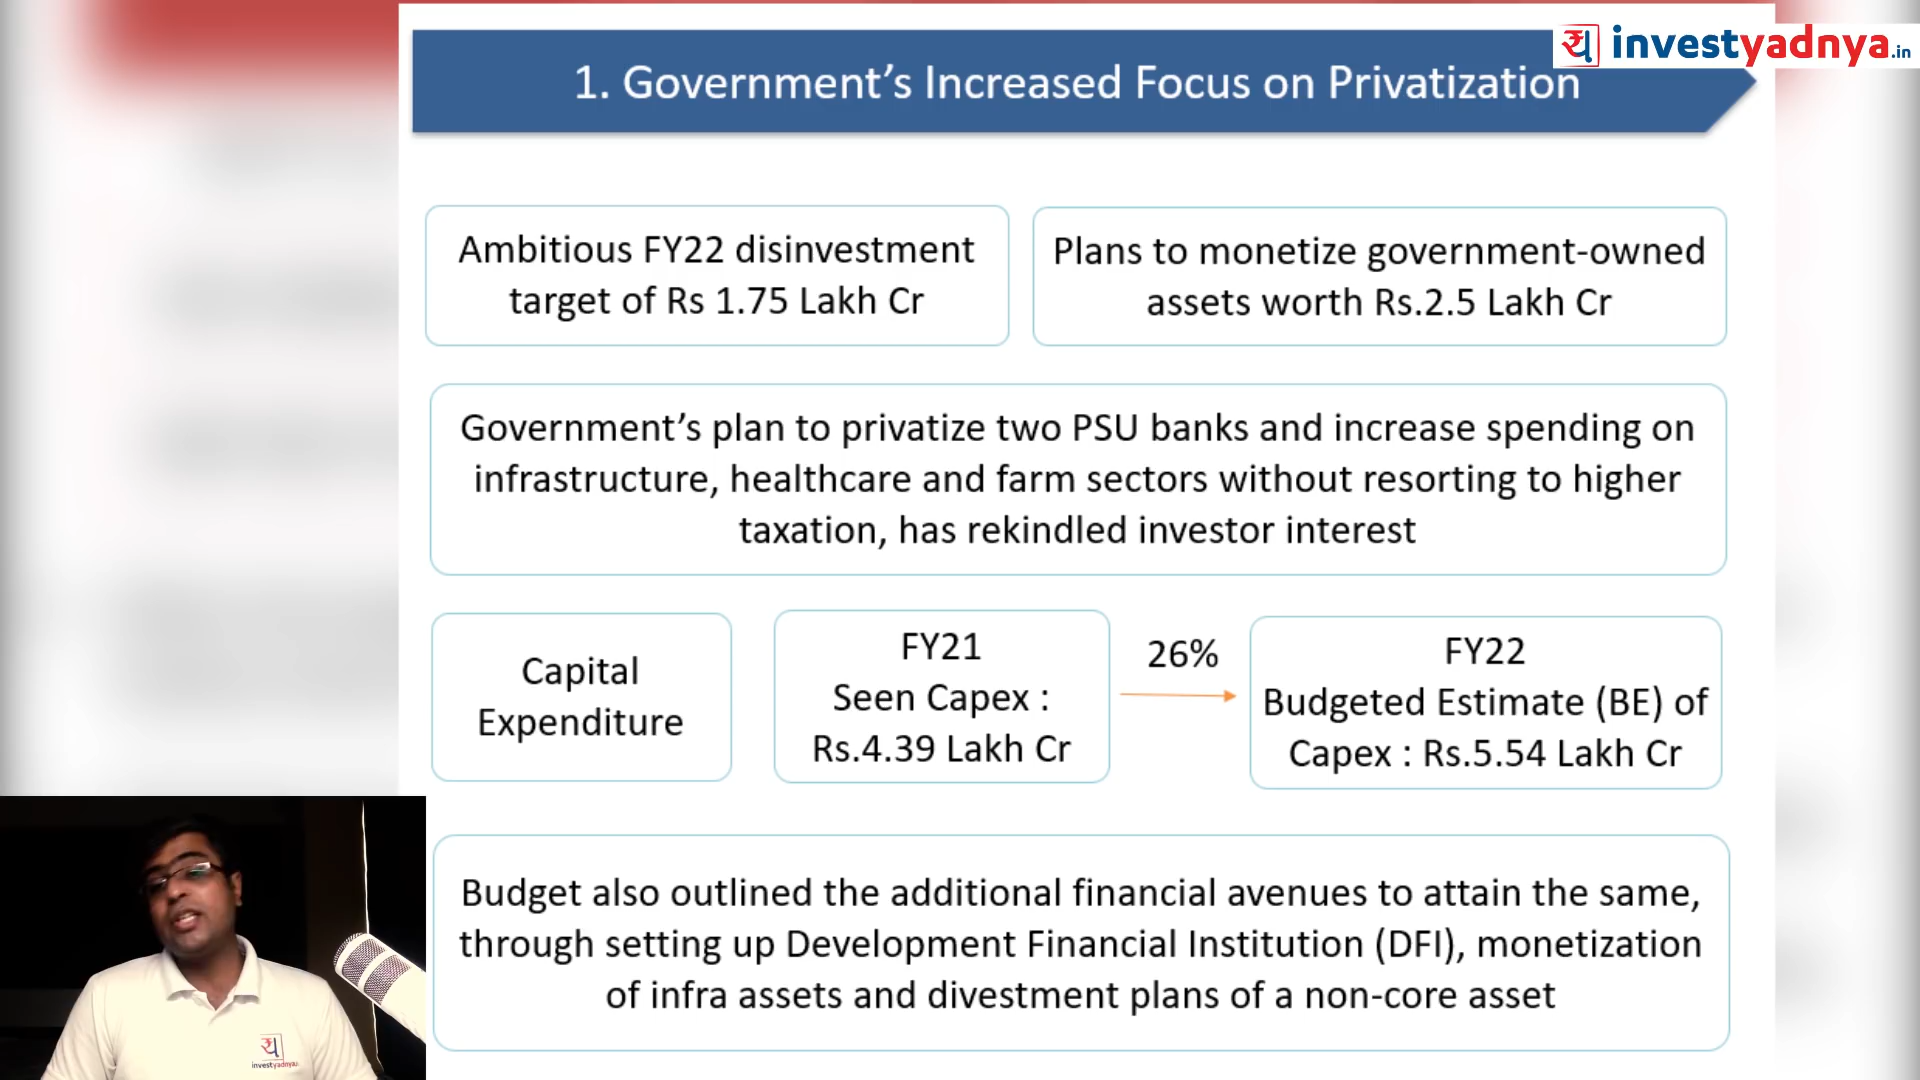 investyadnya.in
1. Government’s Increased Focus on Privatization
Ambitious FY22 disinvestment
target of Rs 1.75 Lakh Cr
Plans to monetize government-owned
assets worth Rs.2.5 Lakh Cr
Government’s plan to privatize two PSU banks and increase spending on
infrastructure, healthcare and farm sectors without resorting to higher
taxation, has rekindled investor interest
Capital
Expenditure
FY21
Seen Capex :
Rs.4.39 Lakh Cr
26%
FY22
Budgeted Estimate (BE) of
Capex : Rs.5.54 Lakh Cr
Budget also outlined the additional financial avenues to attain the same,
through setting up Development Financial Institution (DFI), monetization
of infra assets and divestment plans of a non-core asset
investyadnya